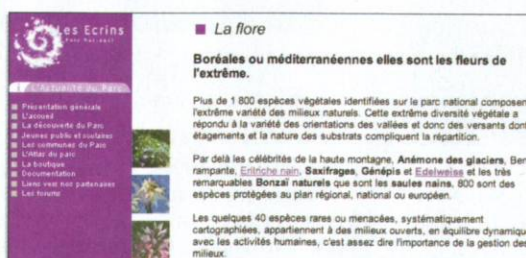 Les Ecrins
Parc National
L'Actualité du Parc
Présentation générale
L'accueil
La découverte du Parc
Jeunes public et scolaires
Les communes du Parc
L'Atlas du parc
La boutique
Documentation
Liens vers nos partenaires
Les forums
La flore
Boréales ou méditerranéennes elles sont les fleurs de
l'extrême.
Plus de 1 800 espèces végétales identifiées sur le parc national composent
l'extrême variété des milieux naturels. Cette extrême diversité végétale a
répondu à la variété des orientations des vallées et donc des versants dont
étagements et la nature des substrats compliquent la répartition.
Par delà les célébrités de la haute montagne, Anémone des glaciers, Ber
rampante, Eritriche nain, Saxifrages, Génépis et Edelweiss et les très
remarquables Bonzaï naturels que sont les saules nains, 800 sont des
espèces protégées au plan régional, national ou européen.
Les quelques 40 espèces rares ou menacées, systématiquement
cartographiées, appartiennent à des milieux ouverts, en équilibre dynamique
avec les activités humaines, c'est assez dire l'importance de la gestion des
milieux.